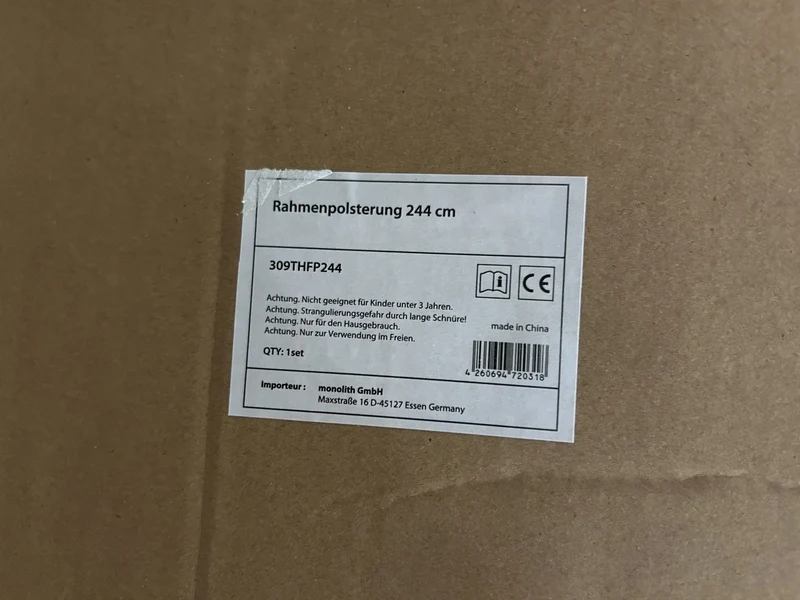 Rahmenpolsterung 244 cm
309THFP244
Achtung. Nicht geeignet für Kinder unter 3 Jahren.
Achtung. Strangulierungsgefahr durch lange Schnüre!
Achtung. Nur für den Hausgebrauch.
Achtung. Nur zur Verwendung im Freien.
QTY: 1set
i
CE
made in China
4 260694 720318
Importeur : monolith GmbH
Maxstraße 16 D-45127 Essen Germany